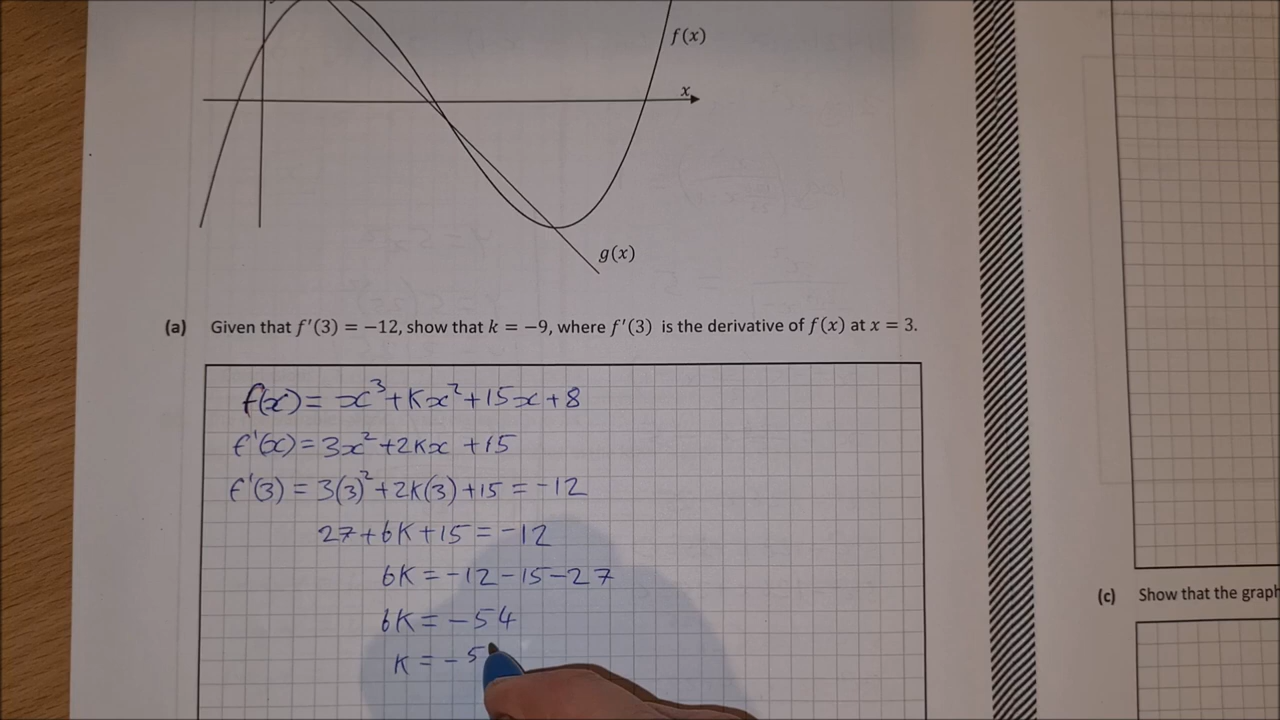 f(x)
x
g(x)
(a) Given that f′(3) = −12, show that k = −9, where f′(3) is the derivative of f(x) at x = 3.
f(x) = x³+Kx²+15x+8
f'(x) = 3x²+2Kx+15
f'(3) = 3(3)²+2K(3)+15 = -12
27+6K+15 = -12
6K = -12-15-27
6K = -54
K = -5
(c) Show that the graph